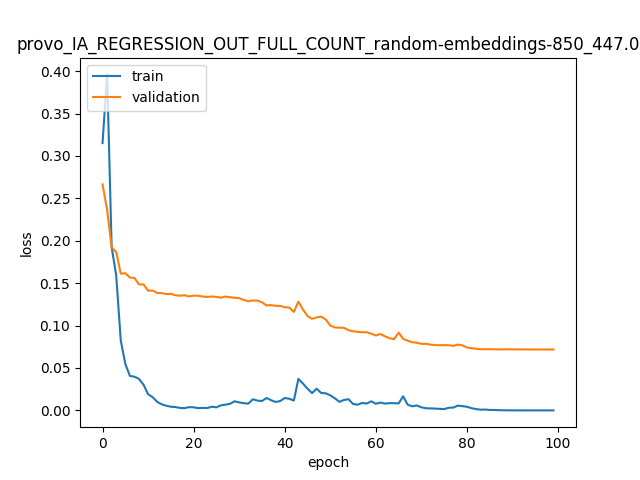 provo_IA_REGRESSION_OUT_FULL_COUNT_random-embeddings-850_447.0
train
validation
0.40
0.35
0.30
0.25
0.20
0.15
0.10
0.05
0.00
loss
0 20 40 60 80 100
epoch